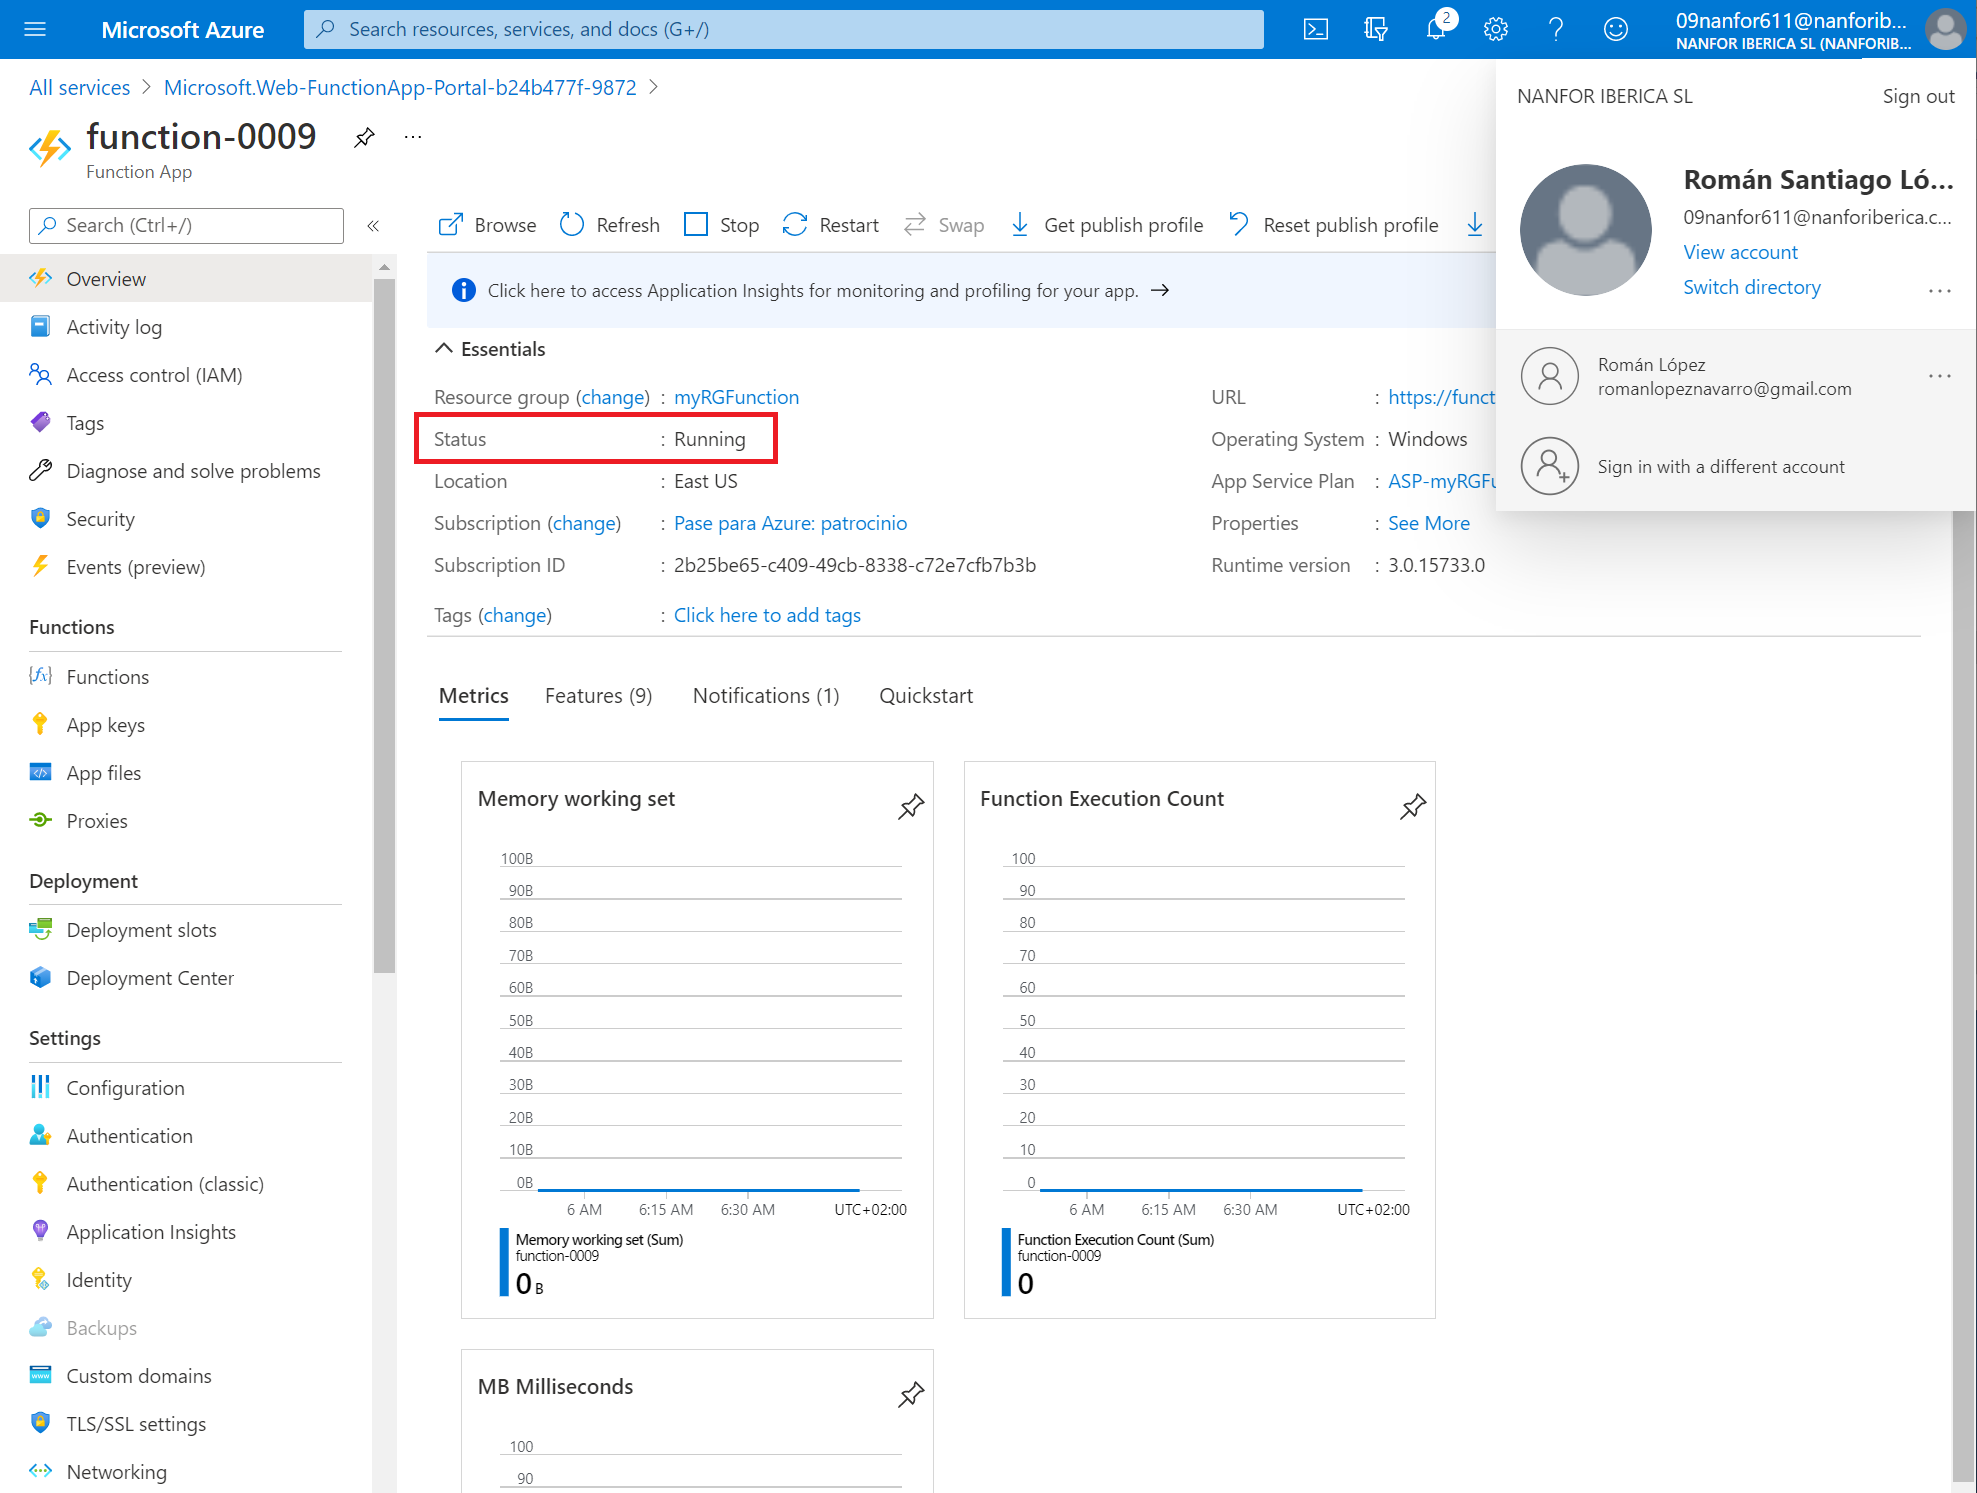 Microsoft Azure
Search resources, services, and docs (G+/)
2
09nanfor611@nanforib...
NANFOR IBERICA SL (NANFORIB...
All services > Microsoft.Web-FunctionApp-Portal-b24b477f-9872 >
function-0009
...
Function App
NANFOR IBERICA SL
Sign out
Román Santiago Ló...
09nanfor611@nanforiberica.c...
View account
Switch directory
...
Román López
romanlopeznavarro@gmail.com
...
Sign in with a different account
Search (Ctrl+/)
«
Browse
Refresh
Stop
Restart
Swap
Get publish profile
Reset publish profile
Overview
Activity log
Access control (IAM)
Tags
Diagnose and solve problems
Security
Events (preview)
Functions
Functions
App keys
App files
Proxies
Deployment
Deployment slots
Deployment Center
Settings
Configuration
Authentication
Authentication (classic)
Application Insights
Identity
Backups
Custom domains
TLS/SSL settings
Networking
Click here to access Application Insights for monitoring and profiling for your app. →
Essentials
Resource group (change) : myRGFunction
Status : Running
Location : East US
Subscription (change) : Pase para Azure: patrocinio
Subscription ID : 2b25be65-c409-49cb-8338-c72e7cfb7b3b
Tags (change) : Click here to add tags
URL : https://funct
Operating System : Windows
App Service Plan : ASP-myRGFu
Properties : See More
Runtime version : 3.0.15733.0
Metrics
Features (9)
Notifications (1)
Quickstart
Memory working set
100B
90B
80B
70B
60B
50B
40B
30B
20B
10B
0B
6 AM 6:15 AM 6:30 AM UTC+02:00
Memory working set (Sum)
function-0009
0 B
Function Execution Count
100
90
80
70
60
50
40
30
20
10
0
6 AM 6:15 AM 6:30 AM UTC+02:00
Function Execution Count (Sum)
function-0009
0
MB Milliseconds
100
90